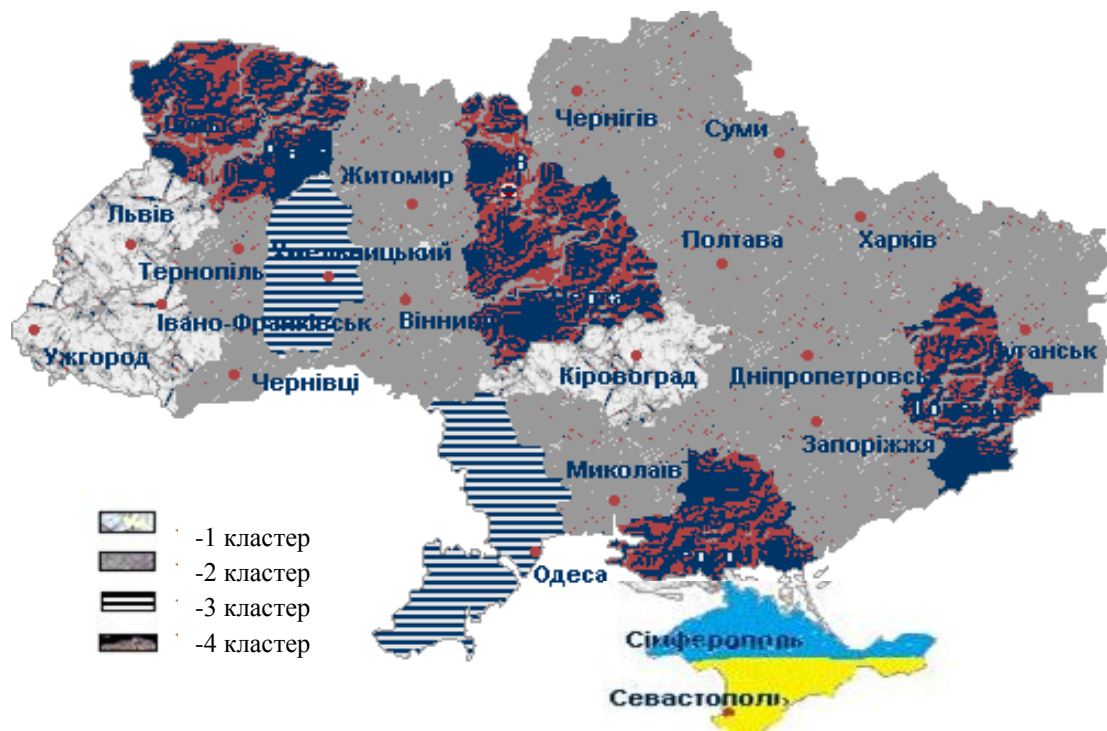 Чернігів
Суми
Житомир
Львів
Полтава
Харків
Хмельницький
Тернопіль
Івано-Франківськ
Ужгород
Кіровоград
Дніпропетровськ
Чернівці
Запоріжжя
Миколаїв
-1 кластер
-2 кластер
Одеса
-3 кластер
-4 кластер
Сімферополь
Севастополь